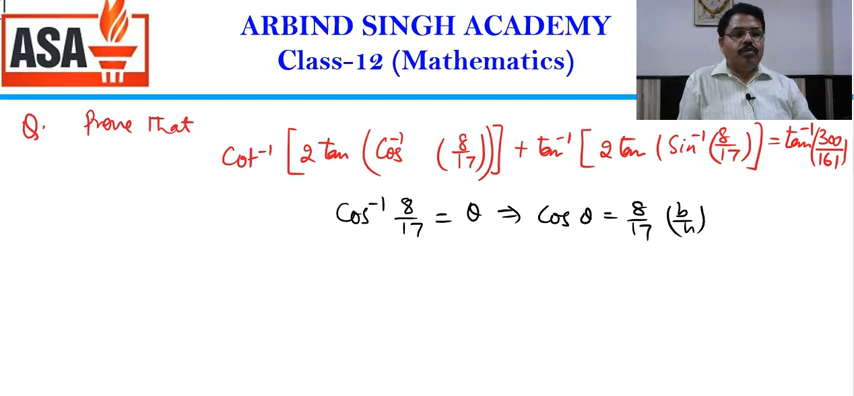 ASA
ARBIND SINGH ACADEMY
Class-12 (Mathematics)
Q. Prove That
Cot⁻¹ [2 tan (Cos⁻¹ (8/17))] + tan⁻¹ [2 tan (Sin⁻¹ (8/17))] = tan⁻¹(300/161)
Cos⁻¹ 8/17 = θ ⇒ Cos θ = 8/17 (b/h)